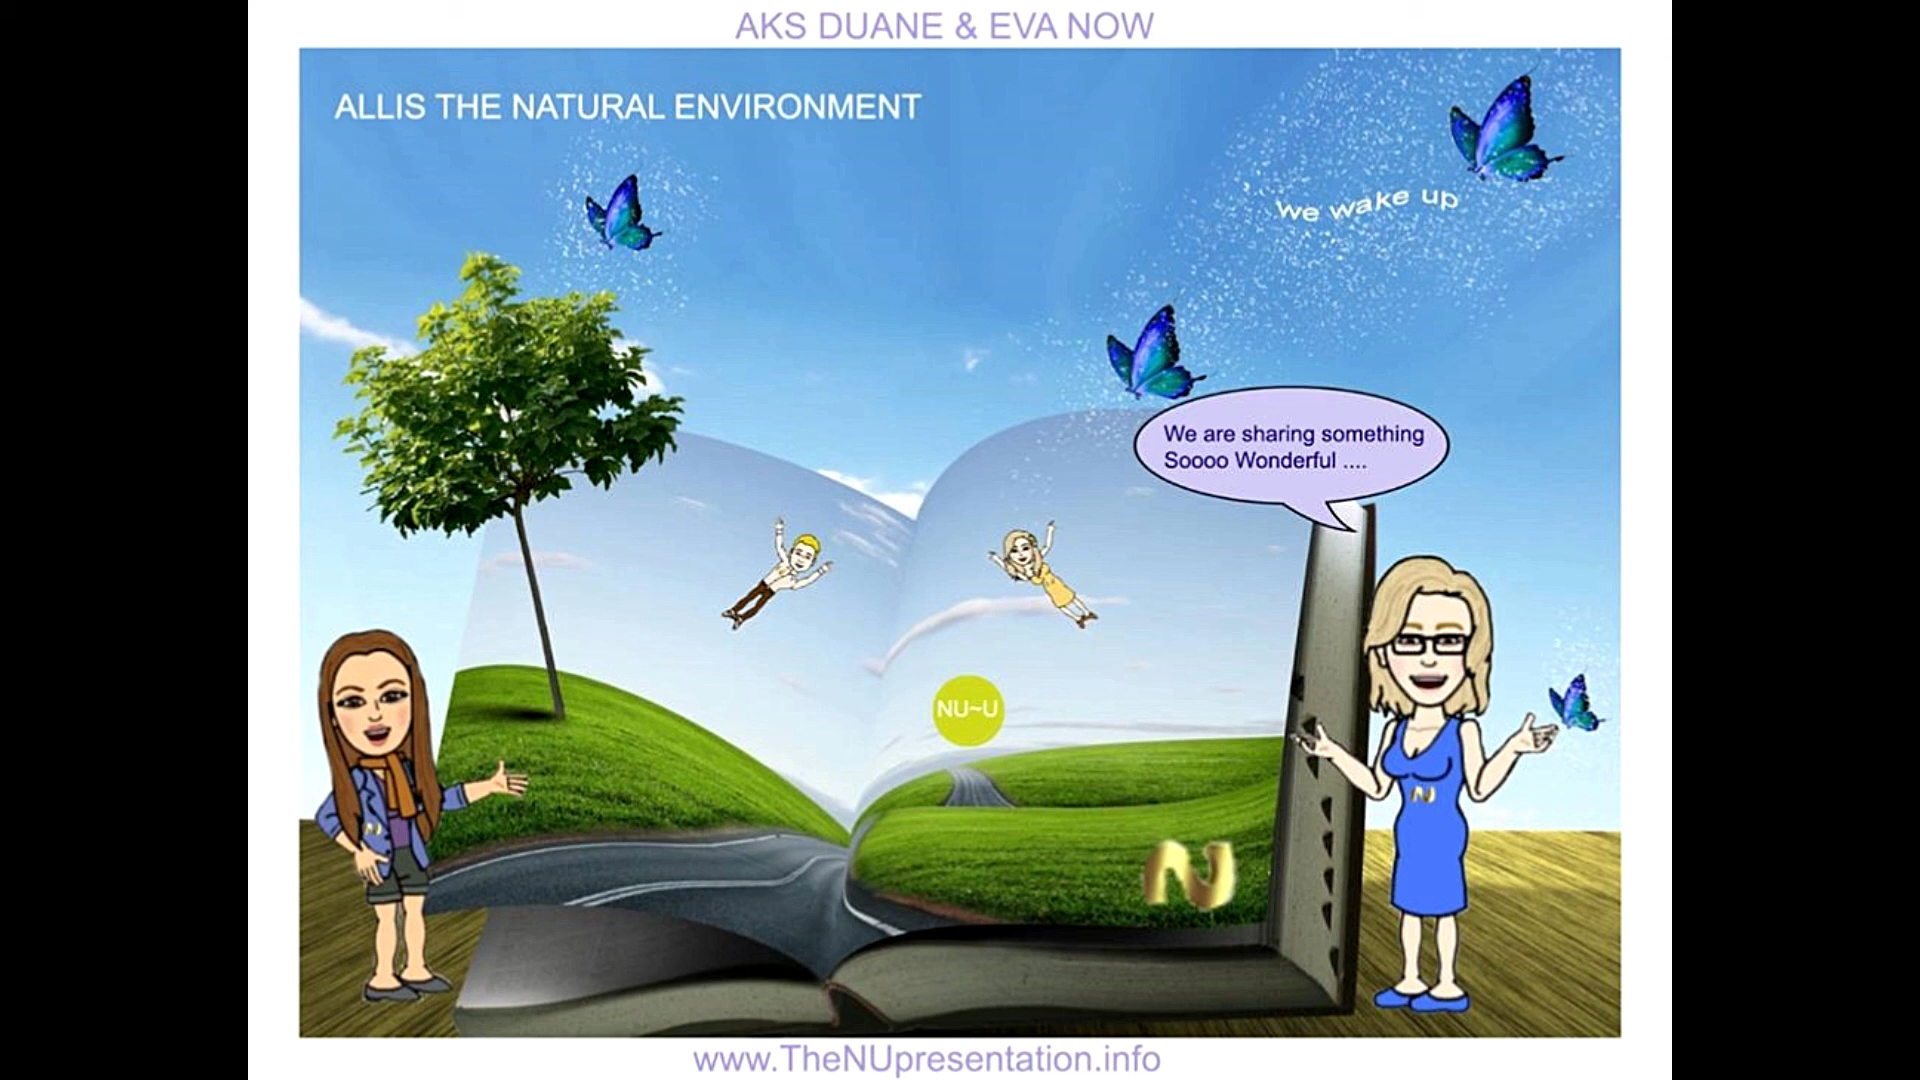 AKS DUANE & EVA NOW
ALLIS THE NATURAL ENVIRONMENT
we wake up
We are sharing something
Soooo Wonderful ....
NU~U
N
N
N
www.TheNUpresentation.info